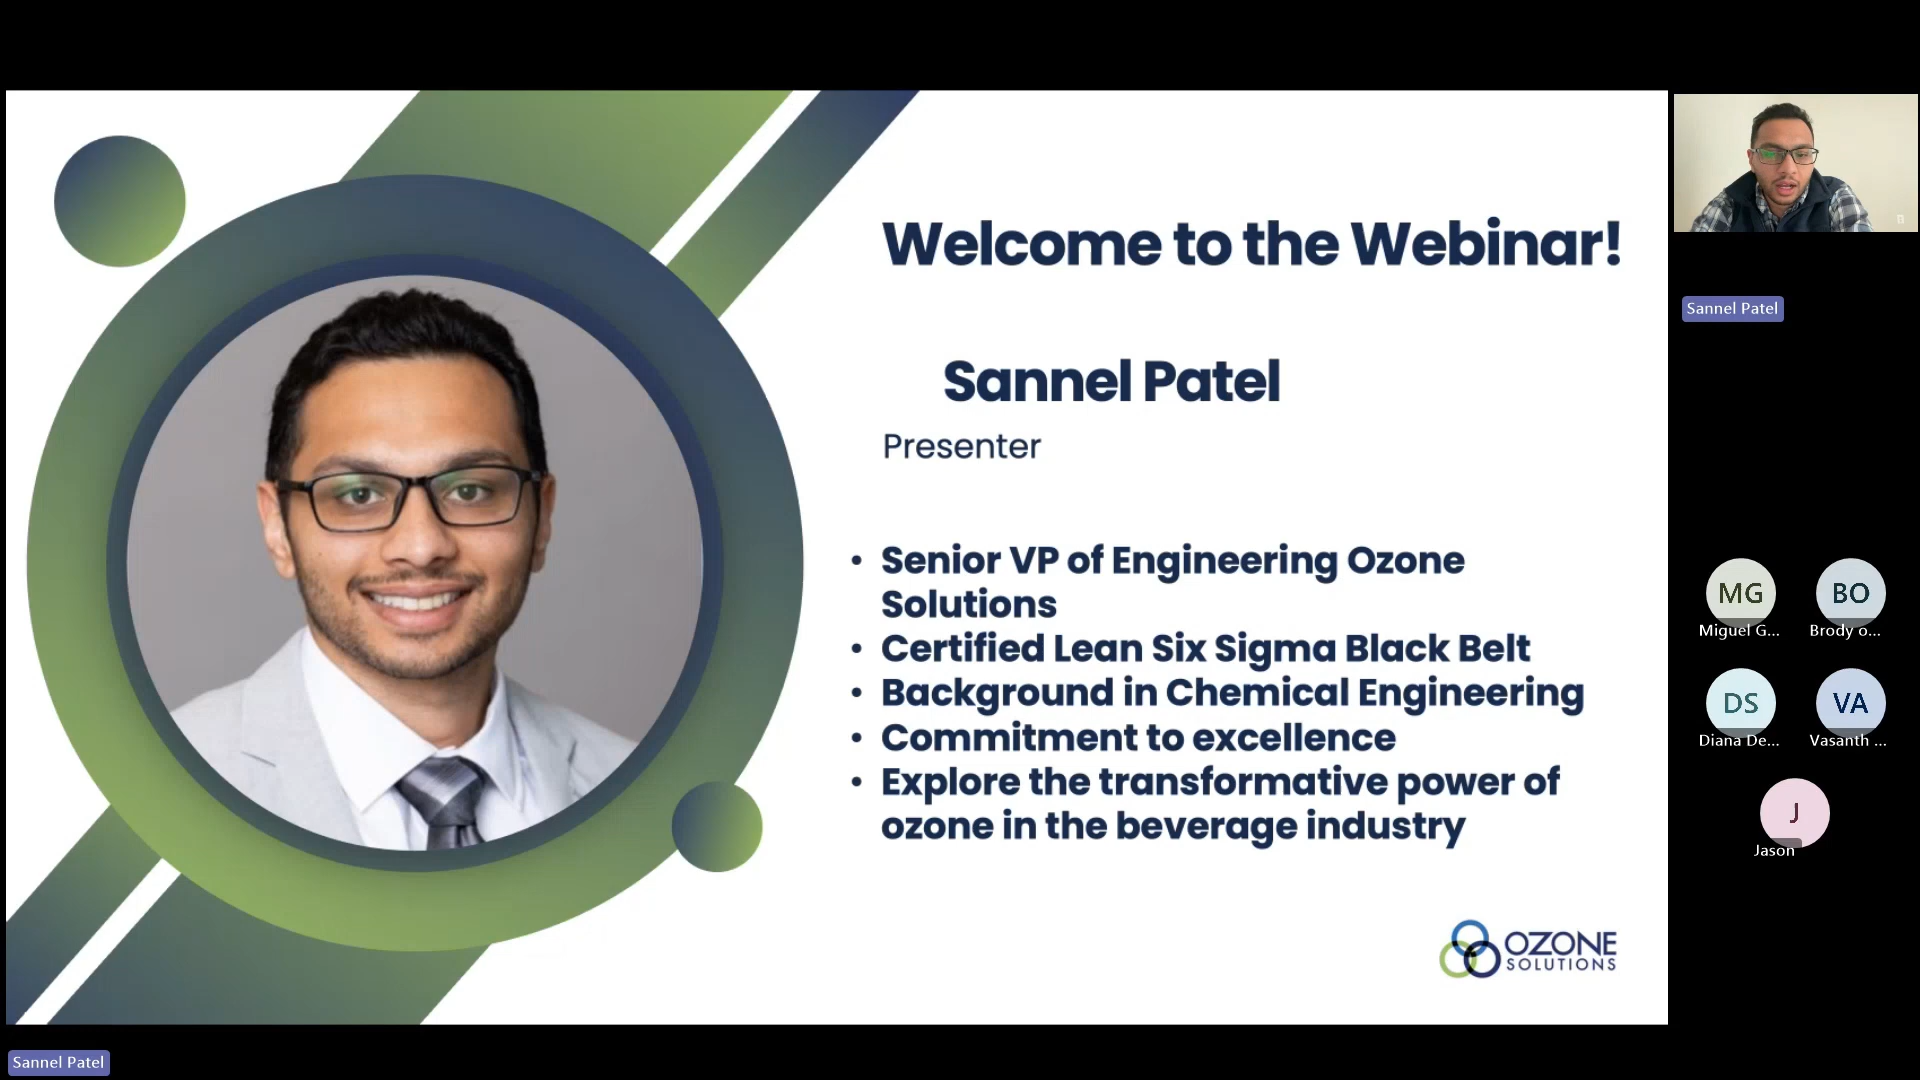 Welcome to the Webinar!
Sannel Patel
Presenter
• Senior VP of Engineering Ozone
Solutions
• Certified Lean Six Sigma Black Belt
• Background in Chemical Engineering
• Commitment to excellence
• Explore the transformative power of
ozone in the beverage industry
OZONE
SOLUTIONS
Sannel Patel
MG
Miguel G...
BO
Brody o...
DS
Diana De...
VA
Vasanth ...
J
Jason
Sannel Patel